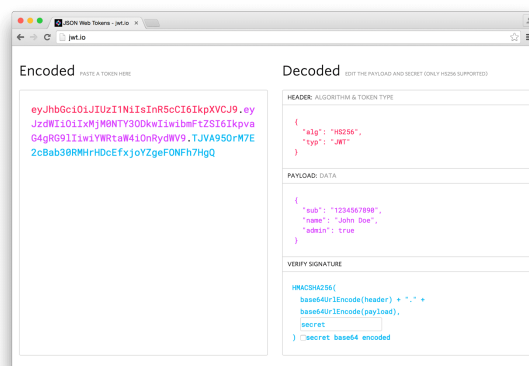 JSON Web Tokens - jwt.io
jwt.io
Encoded PASTE A TOKEN HERE
eyJhbGciOiJIUzI1NiIsInR5cCI6IkpXVCJ9.ey
JzdWIiOiIxMjM0NTY3ODkwIiwibmFtZSI6Ikpva
G4gRG9lIiwiYWRtaW4iOnRydWV9.TJVA95OrM7E
2cBab30RMHrHDcEfxjoYZgeFONFh7HgQ
Decoded EDIT THE PAYLOAD AND SECRET (ONLY HS256 SUPPORTED)
HEADER: ALGORITHM & TOKEN TYPE
{
"alg": "HS256",
"typ": "JWT"
}
PAYLOAD: DATA
{
"sub": "1234567890",
"name": "John Doe",
"admin": true
}
VERIFY SIGNATURE
HMACSHA256(
base64UrlEncode(header) + "." +
base64UrlEncode(payload),
secret
) secret base64 encoded